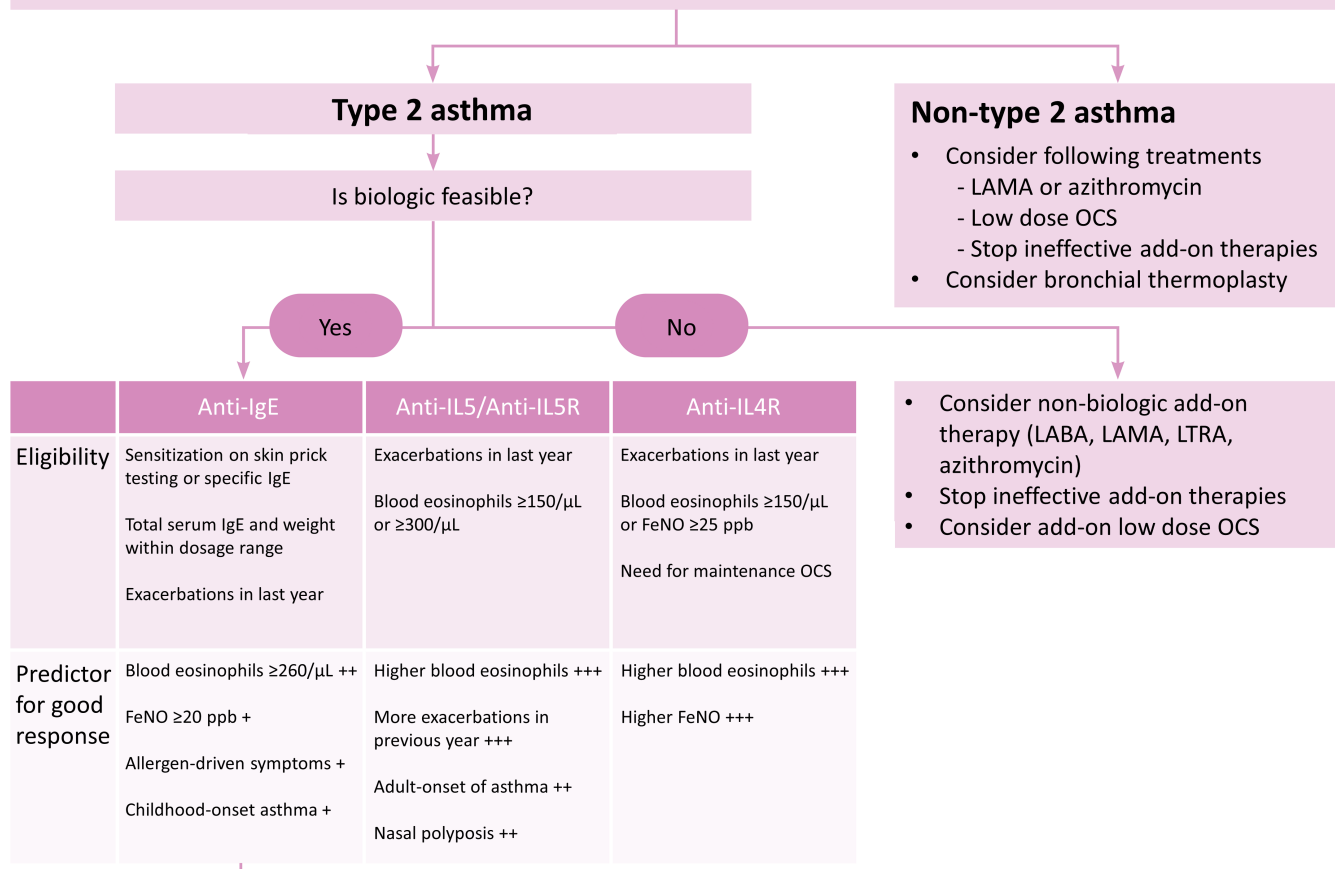 Type 2 asthma
Is biologic feasible?
Non-type 2 asthma
• Consider following treatments
- LAMA or azithromycin
- Low dose OCS
- Stop ineffective add-on therapies
• Consider bronchial thermoplasty
Yes
No
Anti-IgE
Anti-IL5/Anti-IL5R
Anti-IL4R
Eligibility
Sensitization on skin prick
testing or specific IgE
Total serum IgE and weight
within dosage range
Exacerbations in last year
Exacerbations in last year
Blood eosinophils ≥150/µL
or ≥300/µL
Exacerbations in last year
Blood eosinophils ≥150/µL
or FeNO ≥25 ppb
Need for maintenance OCS
Predictor
for good
response
Blood eosinophils ≥260/µL ++
FeNO ≥20 ppb +
Allergen-driven symptoms +
Childhood-onset asthma +
Higher blood eosinophils +++
More exacerbations in
previous year +++
Adult-onset of asthma ++
Nasal polyposis ++
Higher blood eosinophils +++
Higher FeNO +++
• Consider non-biologic add-on
therapy (LABA, LAMA, LTRA,
azithromycin)
• Stop ineffective add-on therapies
• Consider add-on low dose OCS